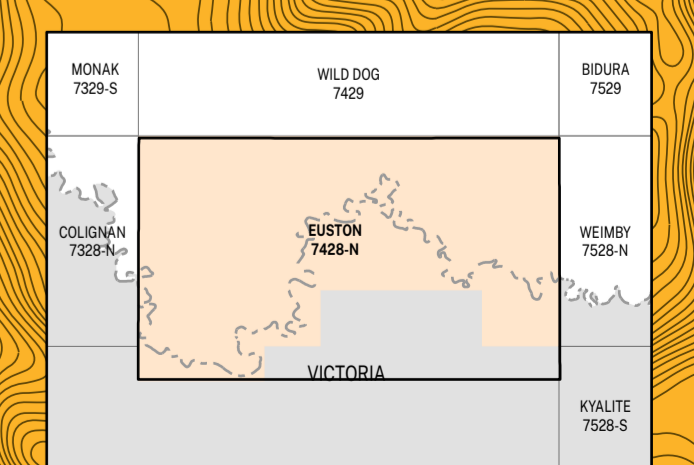 MONAK
7329-S
WILD DOG
7429
BIDURA
7529
COLIGNAN
7328-N
EUSTON
7428-N
WEIMBY
7528-N
VICTORIA
KYALITE
7528-S